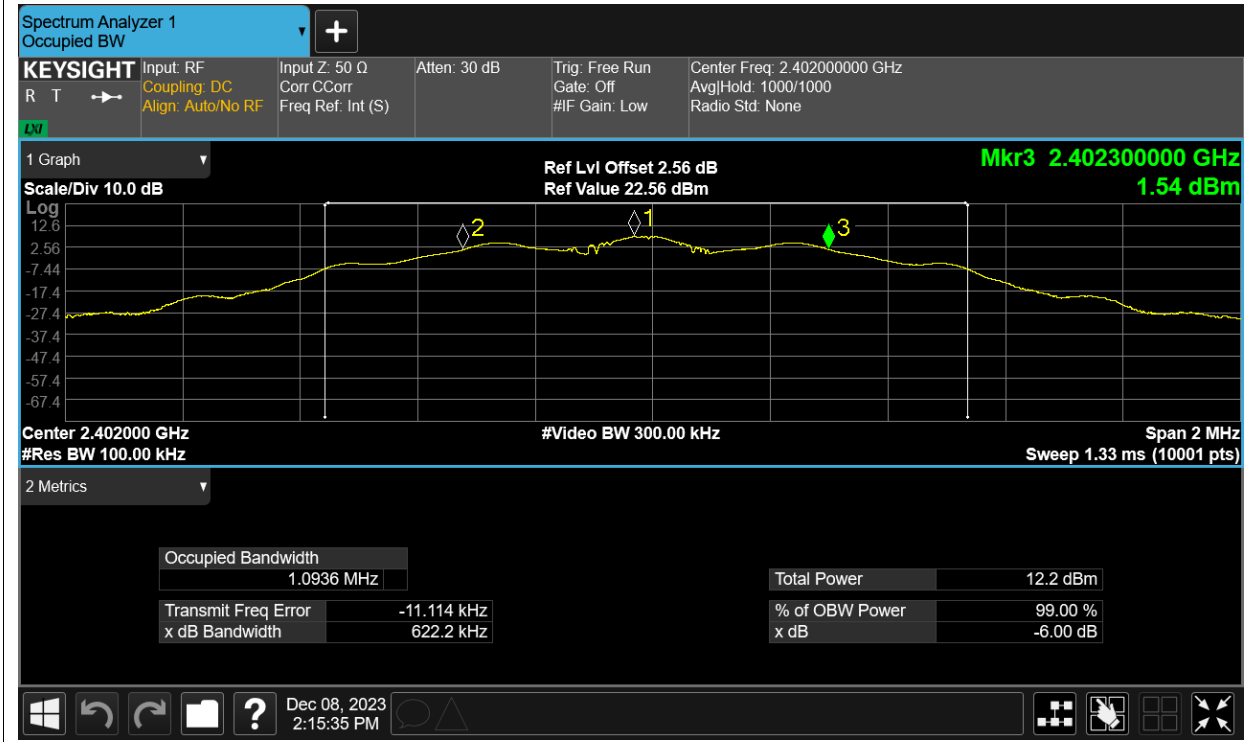 Spectrum Analyzer 1
Occupied BW
KEYSIGHT
R T
LXI
Input: RF
Coupling: DC
Align: Auto/No RF
Input Z: 50 Ω
Corr CCorr
Freq Ref: Int (S)
Atten: 30 dB
Trig: Free Run
Gate: Off
#IF Gain: Low
Center Freq: 2.402000000 GHz
Avg|Hold: 1000/1000
Radio Std: None
1 Graph
Scale/Div 10.0 dB
Ref Lvl Offset 2.56 dB
Ref Value 22.56 dBm
Mkr3 2.402300000 GHz
1.54 dBm
Log
12.6
2.56
-7.44
-17.4
-27.4
-37.4
-47.4
-57.4
-67.4
2
1
3
Center 2.402000 GHz
#Res BW 100.00 kHz
#Video BW 300.00 kHz
Span 2 MHz
Sweep 1.33 ms (10001 pts)
2 Metrics
Occupied Bandwidth
1.0936 MHz
Transmit Freq Error -11.114 kHz
x dB Bandwidth 622.2 kHz
Total Power 12.2 dBm
% of OBW Power 99.00 %
x dB -6.00 dB
?
Dec 08, 2023
2:15:35 PM